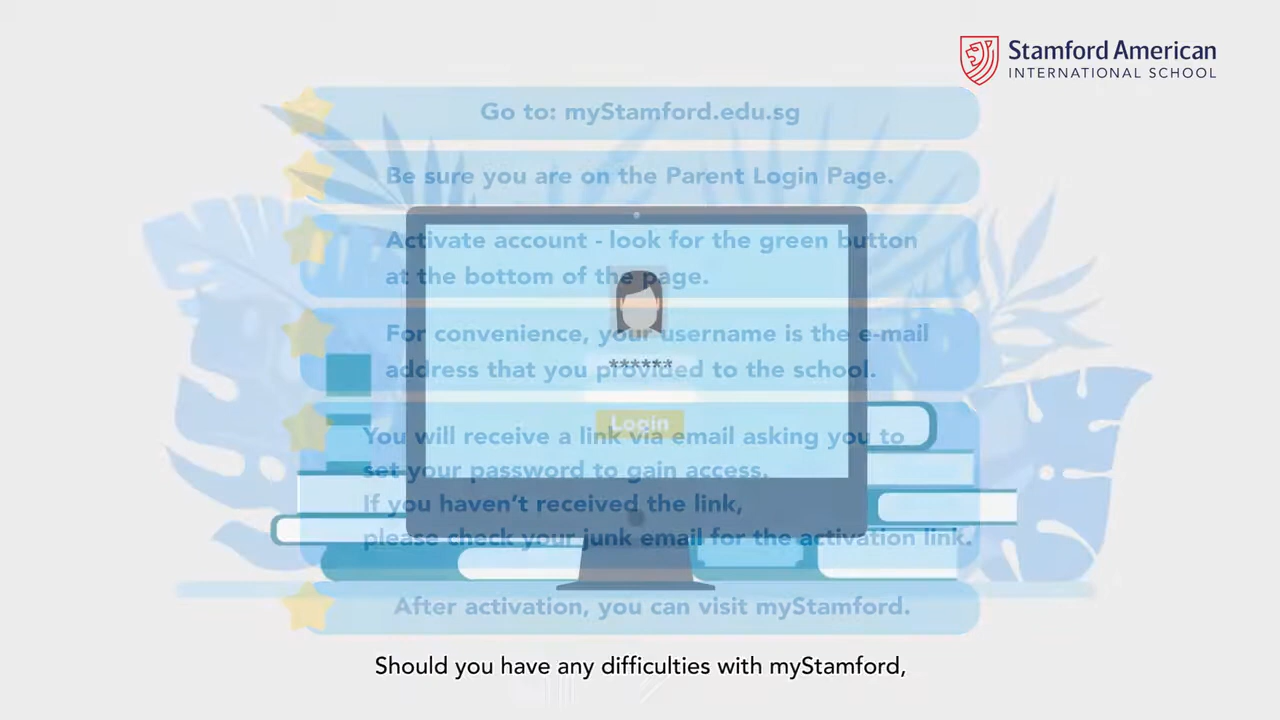 Stamford American
INTERNATIONAL SCHOOL
Go to: myStamford.edu.sg
Be sure you are on the Parent Login Page.
Activate account - look for the green button
at the bottom of the page.
For convenience, your username is the e-mail
address that you provided to the school.
******
Login
You will receive a link via email asking you to
set your password to gain access.
If you haven’t received the link,
please check your junk email for the activation link.
After activation, you can visit myStamford.
Should you have any difficulties with myStamford,